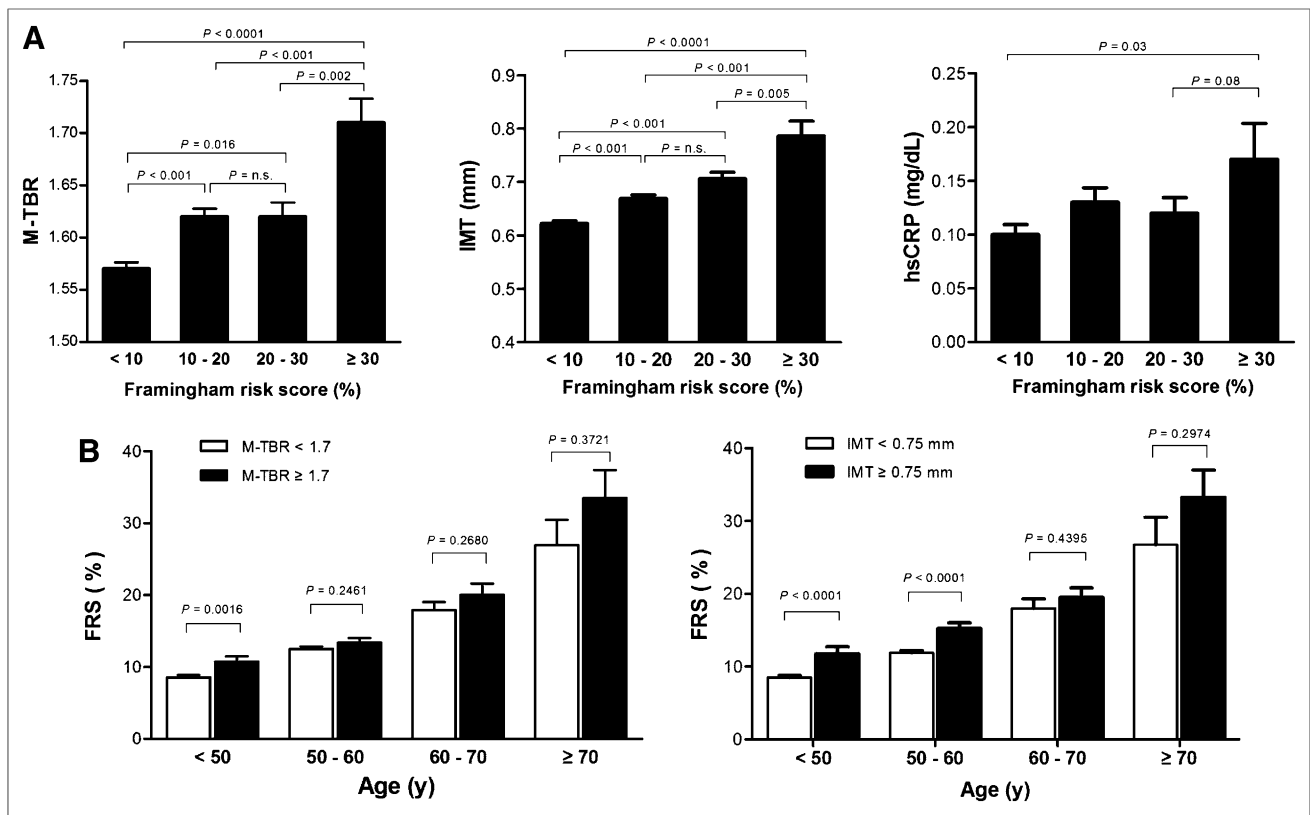 A
P < 0.0001
P < 0.001
P = 0.002
P = 0.016
P < 0.001
P = n.s.
1.75
1.70
1.65
1.60
1.55
1.50
M-TBR
< 10
10 - 20
20 - 30
≥ 30
Framingham risk score (%)
P < 0.0001
P < 0.001
P = 0.005
P < 0.001
P < 0.001
P = n.s.
0.9
0.8
0.7
0.6
0.5
0.4
IMT (mm)
< 10
10 - 20
20 - 30
≥ 30
Framingham risk score (%)
P = 0.03
P = 0.08
0.25
0.20
0.15
0.10
0.05
0.00
hsCRP (mg/dL)
< 10
10 - 20
20 - 30
≥ 30
Framingham risk score (%)
B
M-TBR < 1.7
M-TBR ≥ 1.7
P = 0.3721
P = 0.2680
P = 0.2461
P = 0.0016
40
30
20
10
0
FRS ( % )
< 50
50 - 60
60 - 70
≥ 70
Age (y)
IMT < 0.75 mm
IMT ≥ 0.75 mm
P = 0.2974
P = 0.4395
P < 0.0001
P < 0.0001
40
30
20
10
0
FRS ( % )
< 50
50 - 60
60 - 70
≥ 70
Age (y)